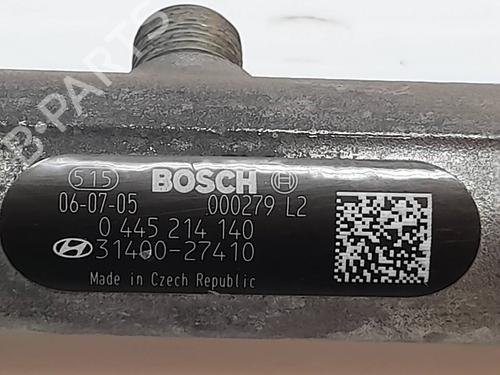 B-PARTS
515 BOSCH
06-07-05 000279 L2
0 445 214 140
31400-27410
Made in Czech Republic